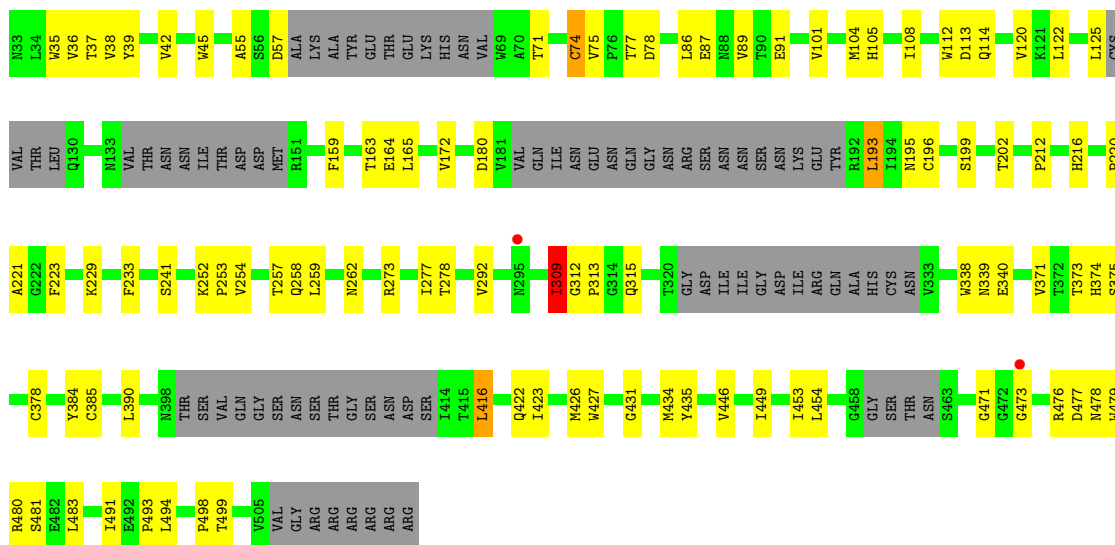 N33 L34 W35 V36 T37 V38 Y39 V42 W45 A55 S56 D57 ALA LYS ALA TYR GLU THR GLU LYS HIS ASN VAL W69 A70 T71 C74 V75 P76 T77 D78 L86 E87 N88 V89 T90 E91 V101 M104 H105 I108 W112 D113 Q114 V120 K121 L122 L125 CYS
VAL THR LEU Q130 N133 VAL THR ASN ASN ILE THR ASP ASP MET R151 F159 T163 E164 L165 V172 D180 V181 VAL GLN ILE ASN GLU ASN GLN GLY ASN ARG SER ASN ASN SER ASN LYS GLU TYR R192 L193 I194 N195 C196 S199 T202 P212 H216 P220
A221 G222 F223 K229 F233 S241 K252 P253 V254 T257 Q258 L259 N262 R273 I277 T278 V292 N295 I309 G312 P313 G314 Q315 T320 GLY ASP ILE ILE GLY ASP ILE ARG GLN ALA HIS CYS ASN V333 W338 N339 E340 V371 T372 T373 H374 S375
C378 Y384 C385 L390 N398 THR SER VAL GLN GLY SER ASN SER THR GLY SER ASN ASP SER I414 T415 L416 Q422 I423 M426 W427 G431 M434 Y435 V446 I449 I453 L454 G458 GLY SER THR ASN S463 G471 G472 G473 R476 D477 N478 W479
R480 S481 E482 L483 I491 E492 P493 L494 P498 T499 V505 VAL GLY ARG ARG ARG ARG ARG ARG